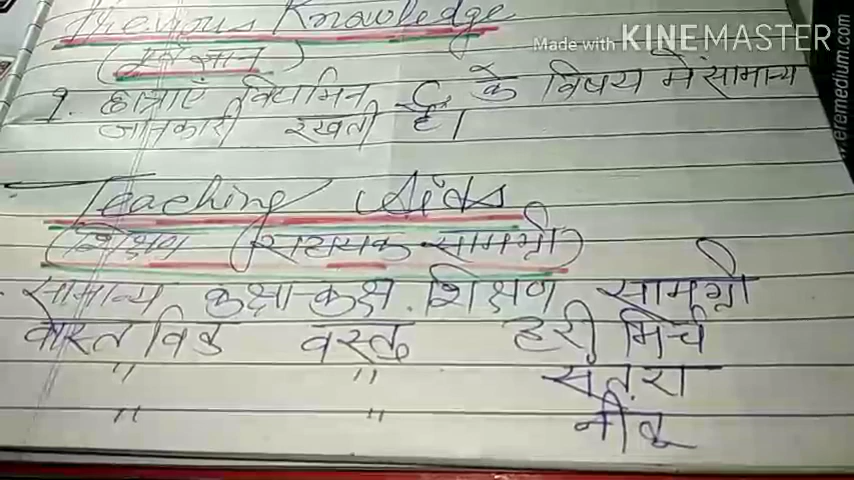 Previous Knowledge
Made with KINEMASTER
(पूर्व ज्ञान)
1. छात्राएं विटामिन C के विषय में सामान्य
जानकारी रखती है।
Teaching Aids
(शिक्षण सहायक सामग्री)
सामान्य कक्षा-कक्ष शिक्षण सामग्री
वास्तविक वस्तु हरी मिर्च
" " संतरा
" " नींबू